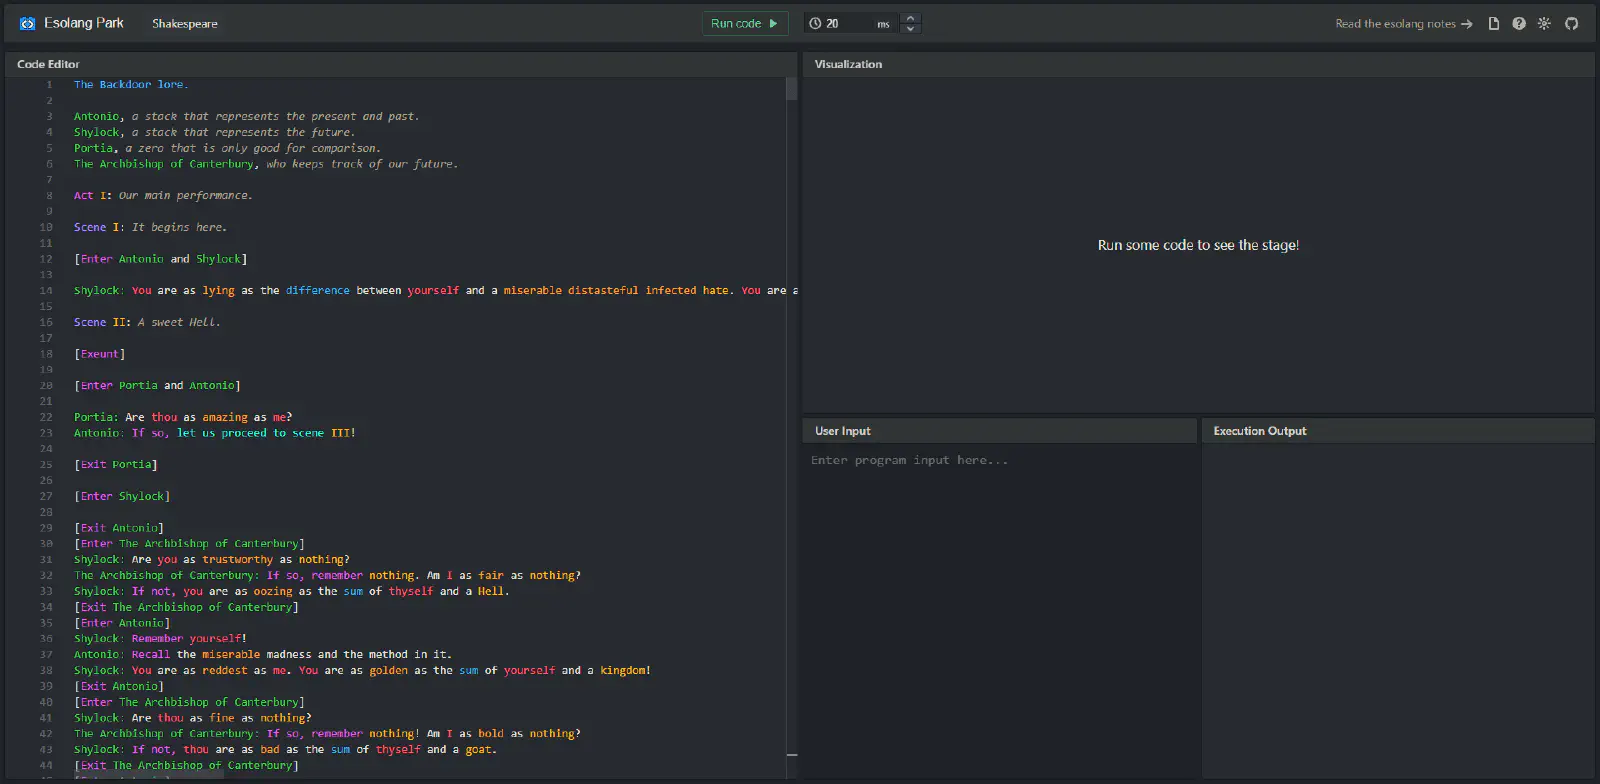 Esolang Park
Shakespeare
Run code
20 ms
Read the esolang notes
Code Editor
1 The Backdoor lore.
2
3 Antonio, a stack that represents the present and past.
4 Shylock, a stack that represents the future.
5 Portia, a zero that is only good for comparison.
6 The Archbishop of Canterbury, who keeps track of our future.
7
8 Act I: Our main performance.
9
10 Scene I: It begins here.
11
12 [Enter Antonio and Shylock]
13
14 Shylock: You are as lying as the difference between yourself and a miserable distasteful infected hate. You are a
15
16 Scene II: A sweet Hell.
17
18 [Exeunt]
19
20 [Enter Portia and Antonio]
21
22 Portia: Are thou as amazing as me?
23 Antonio: If so, let us proceed to scene III!
24
25 [Exit Portia]
26
27 [Enter Shylock]
28
29 [Exit Antonio]
30 [Enter The Archbishop of Canterbury]
31 Shylock: Are you as trustworthy as nothing?
32 The Archbishop of Canterbury: If so, remember nothing. Am I as fair as nothing?
33 Shylock: If not, you are as oozing as the sum of thyself and a Hell.
34 [Exit The Archbishop of Canterbury]
35 [Enter Antonio]
36 Shylock: Remember yourself!
37 Antonio: Recall the miserable madness and the method in it.
38 Shylock: You are as reddest as me. You are as golden as the sum of yourself and a kingdom!
39 [Exit Antonio]
40 [Enter The Archbishop of Canterbury]
41 Shylock: Are thou as fine as nothing?
42 The Archbishop of Canterbury: If so, remember nothing! Am I as bold as nothing?
43 Shylock: If not, thou are as bad as the sum of thyself and a goat.
44 [Exit The Archbishop of Canterbury]
Visualization
Run some code to see the stage!
User Input
Enter program input here...
Execution Output